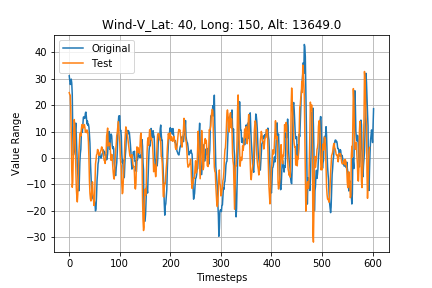 Wind-V_Lat: 40, Long: 150, Alt: 13649.0
Original
Test
40
30
20
10
0
−10
−20
−30
Value Range
0 100 200 300 400 500 600
Timesteps